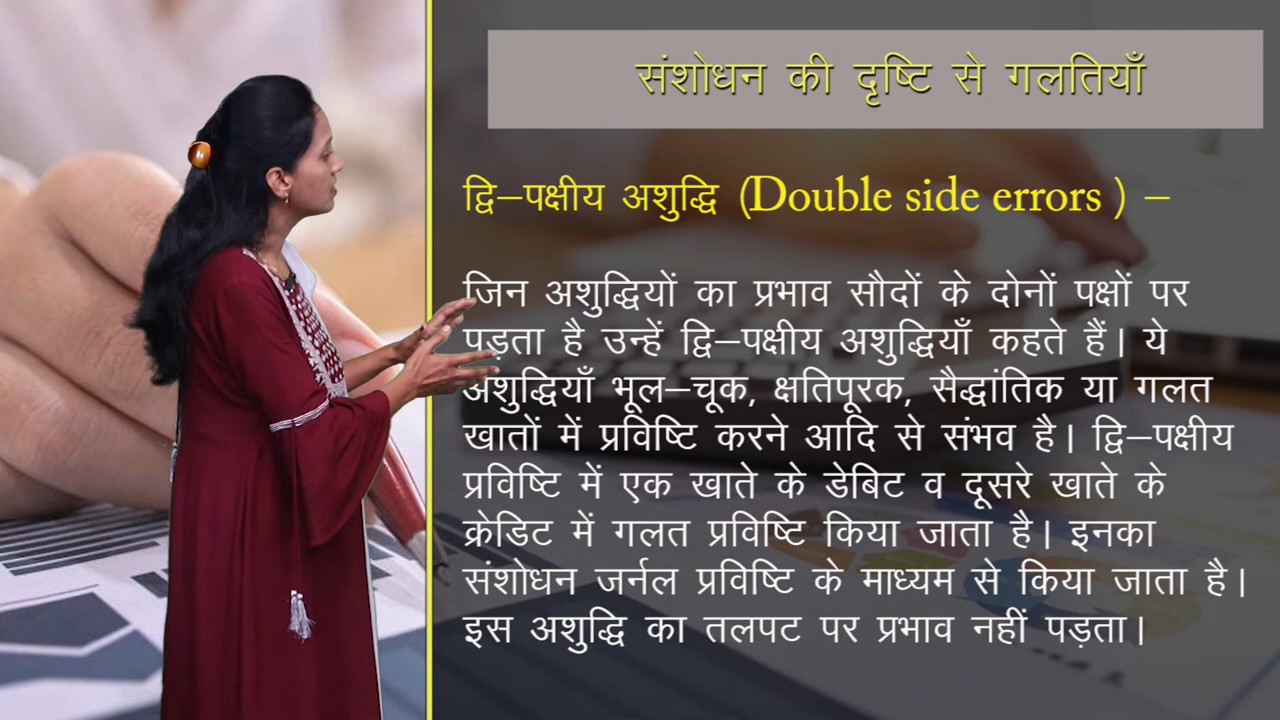 संशोधन की दृष्टि से गलतियाँ
द्वि–पक्षीय अशुद्धि (Double side errors ) –
जिन अशुद्धियों का प्रभाव सौदों के दोनों पक्षों पर
पड़ता है उन्हें द्वि–पक्षीय अशुद्धियाँ कहते हैं। ये
अशुद्धियाँ भूल–चूक, क्षतिपूरक, सैद्धांतिक या गलत
खातों में प्रविष्टि करने आदि से संभव है। द्वि–पक्षीय
प्रविष्टि में एक खाते के डेबिट व दूसरे खाते के
क्रेडिट में गलत प्रविष्टि किया जाता है। इनका
संशोधन जर्नल प्रविष्टि के माध्यम से किया जाता है।
इस अशुद्धि का तलपट पर प्रभाव नहीं पड़ता।